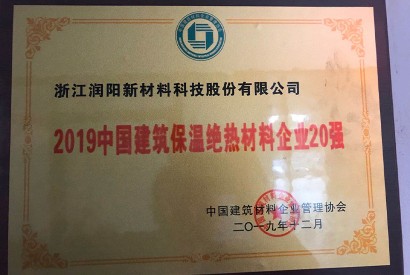 浙江润阳新材料科技股份有限公司
2019中国建筑保温绝热材料企业20强
中国建筑材料企业管理协会
二〇一九年十二月